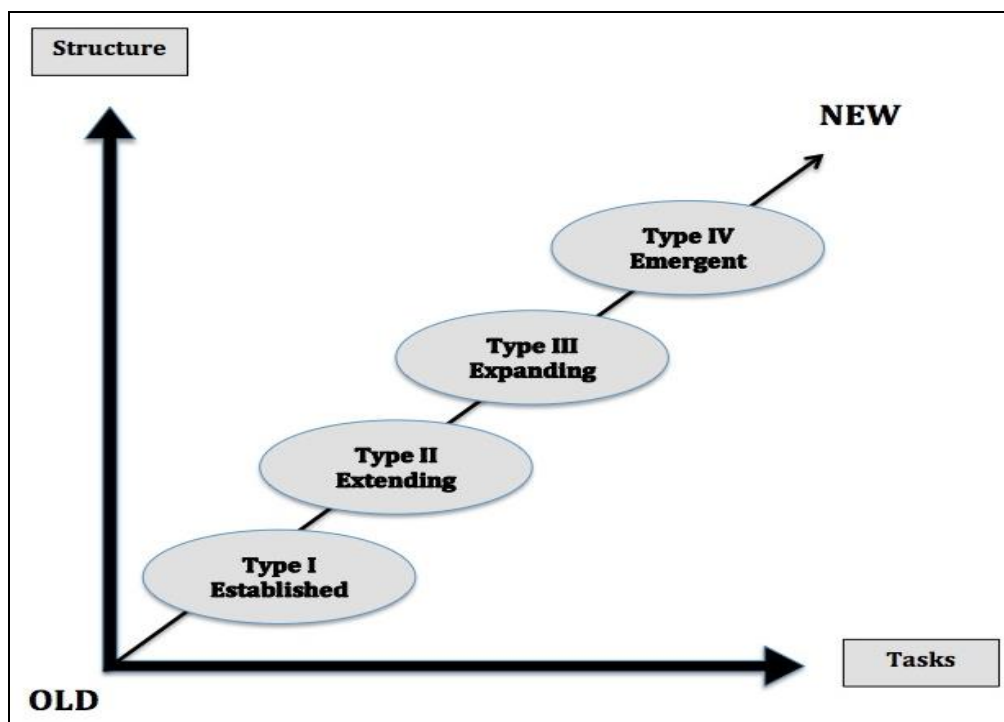 Structure
NEW
Type IV
Emergent
Type III
Expanding
Type II
Extending
Type I
Established
Tasks
OLD